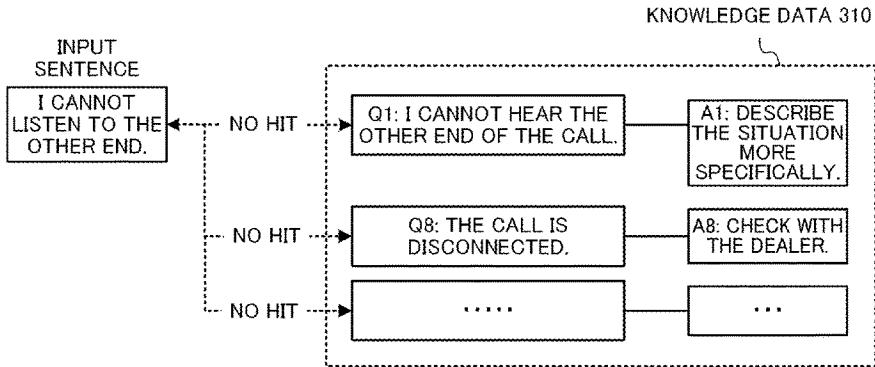 KNOWLEDGE DATA 310
INPUT
SENTENCE
I CANNOT
LISTEN TO THE
OTHER END.
NO HIT
Q1: I CANNOT HEAR THE
OTHER END OF THE CALL.
A1: DESCRIBE
THE SITUATION
MORE
SPECIFICALLY.
NO HIT
Q8: THE CALL IS
DISCONNECTED.
A8: CHECK WITH
THE DEALER.
NO HIT
.....
...